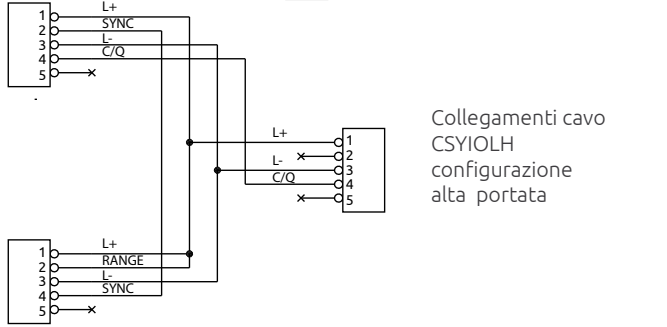 1 L+
2 SYNC
3 L-
4 C/Q
5
L+ 1
2
L- 3
C/Q 4
5
Collegamenti cavo
CSYIOLH
configurazione
alta portata
1 L+
2 RANGE
3 L-
4 SYNC
5